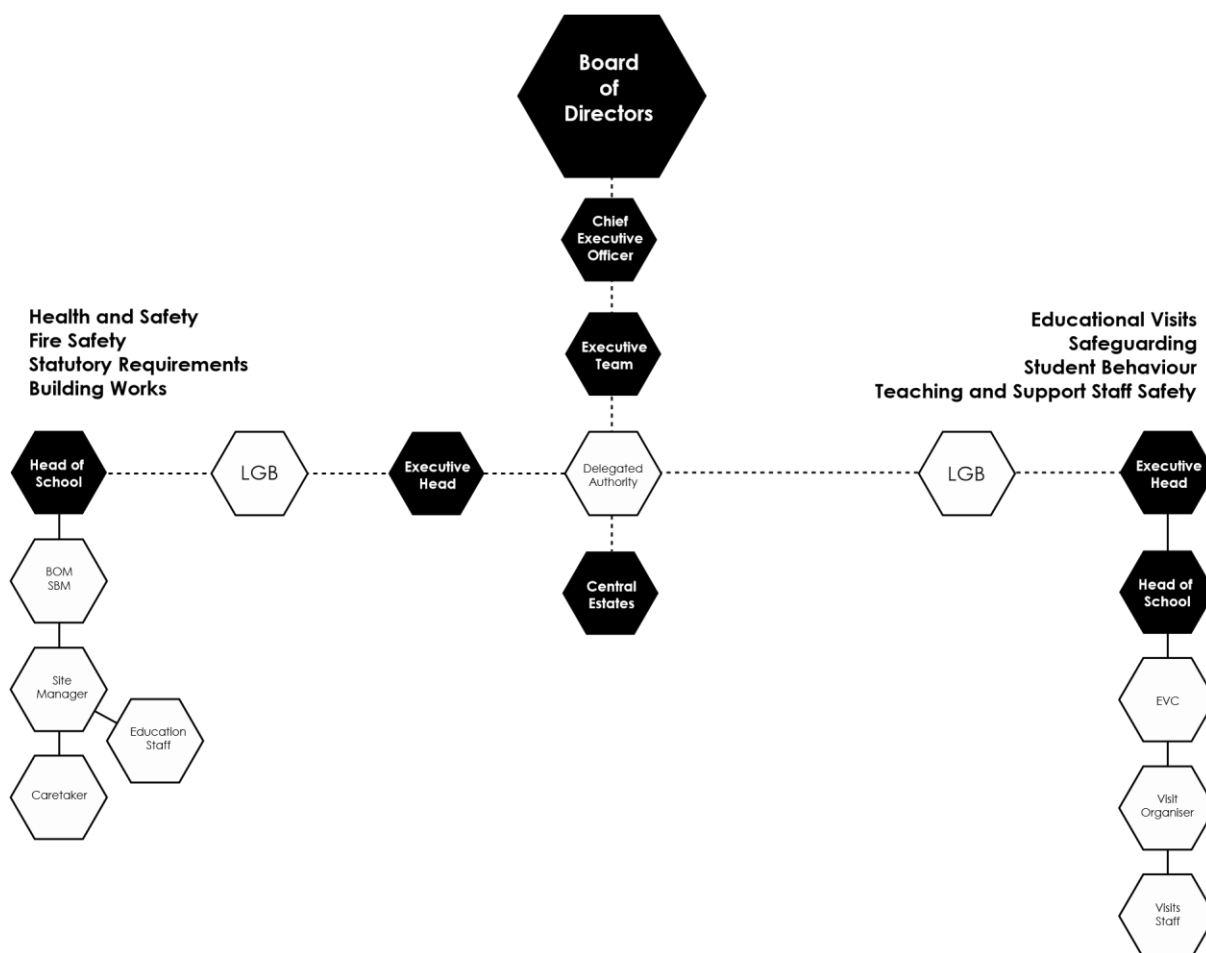 Board
of
Directors
Chief
Executive
Officer
Executive
Team
Health and Safety
Fire Safety
Statutory Requirements
Building Works
Educational Visits
Safeguarding
Student Behaviour
Teaching and Support Staff Safety
Head of
School
LGB
Executive
Head
Delegated
Authority
LGB
Executive
Head
BOM
SBM
Central
Estates
Head of
School
Site
Manager
Education
Staff
EVC
Caretaker
Visit
Organiser
Visits
Staff